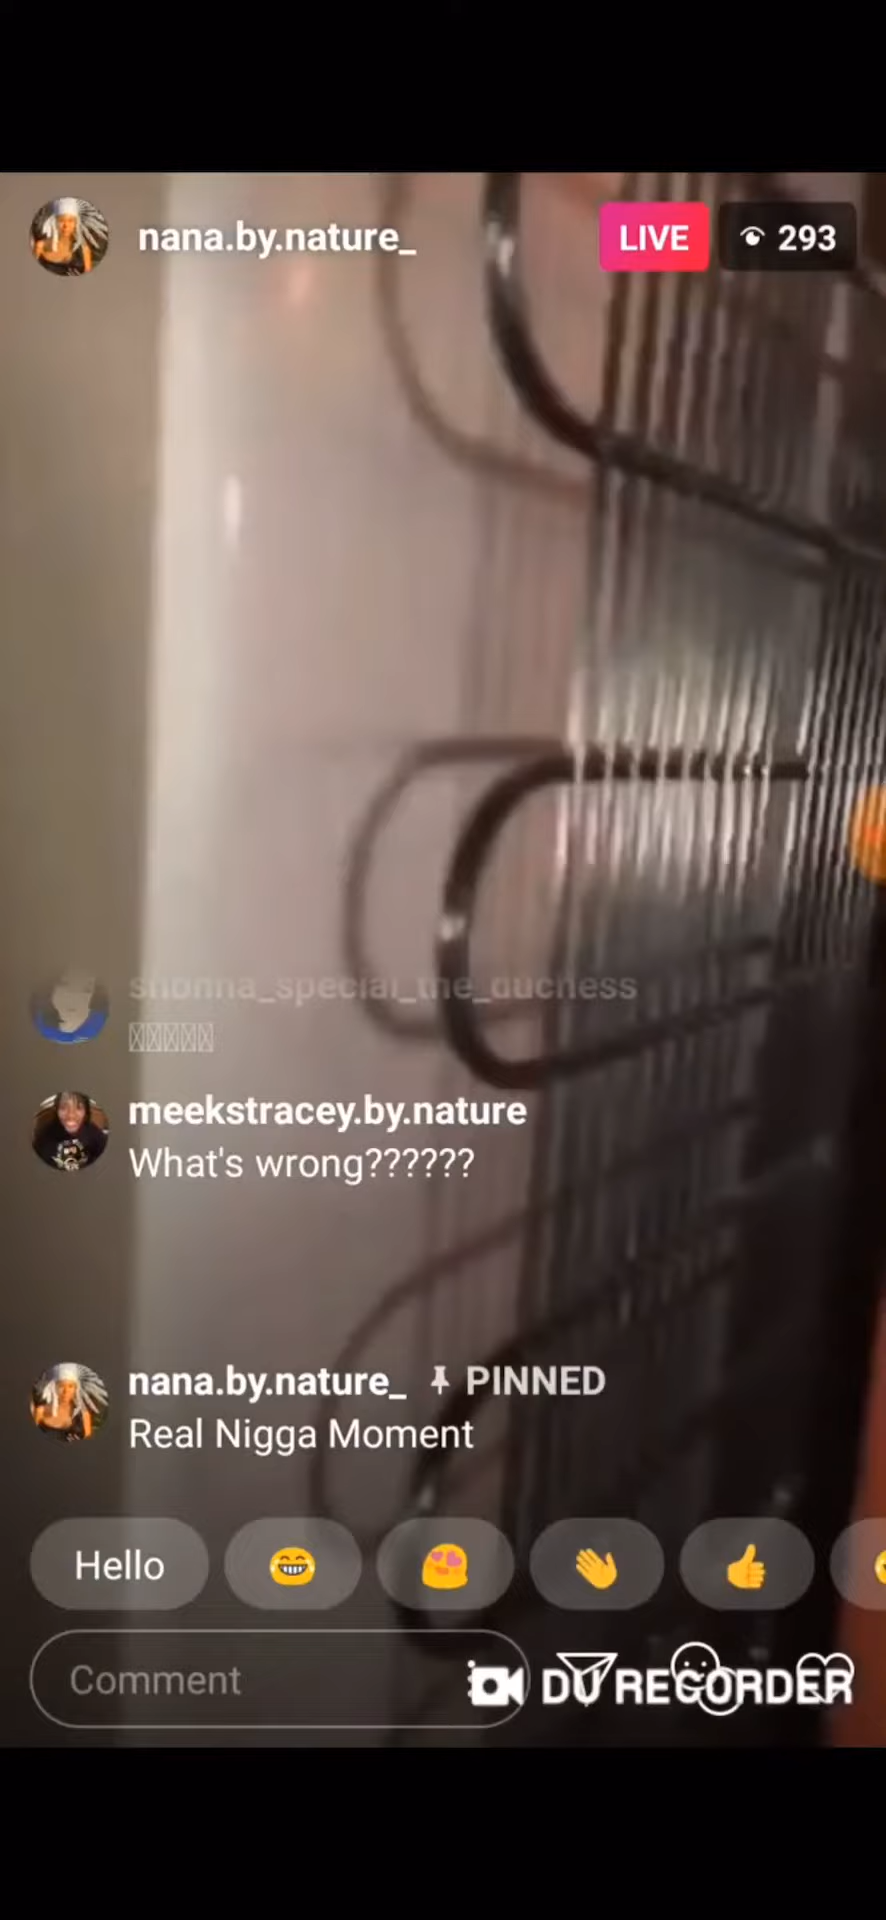 nana.by.nature_
LIVE
293
shonna_special_the_duchess
meekstracey.by.nature
What's wrong??????
nana.by.nature_ PINNED
Real Nigga Moment
Hello
Comment
DU RECORDER